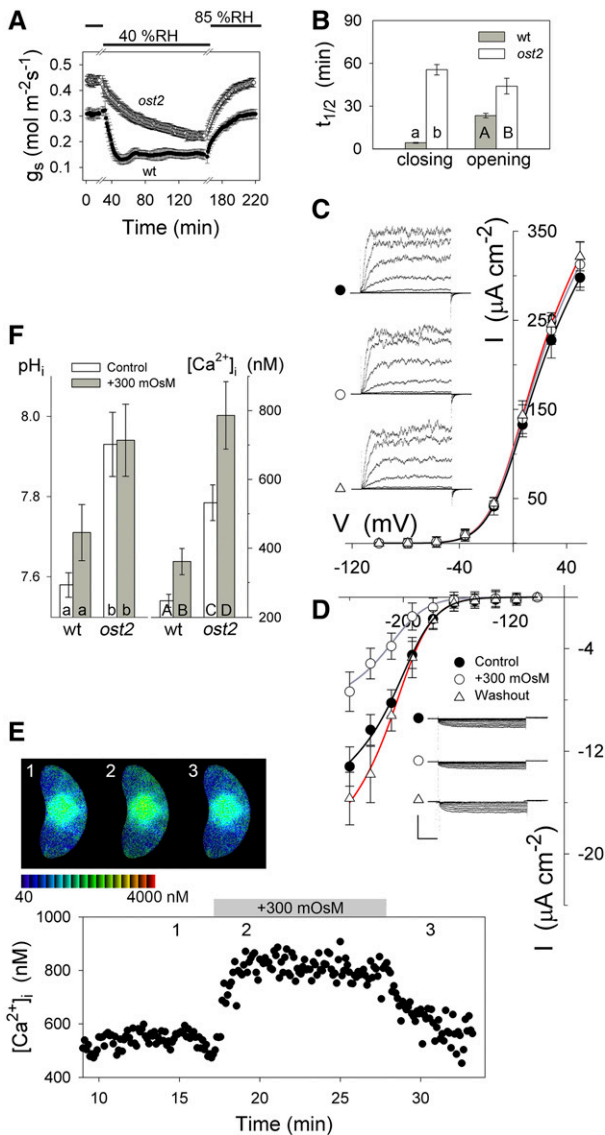 A
85 %RH
40 %RH
0.5
0.4
0.3
0.2
0.1
gs (mol m-2s-1)
ost2
wt
0 40 80 120 160 180 220
Time (min)
B
wt
ost2
90
60
30
0
t1/2 (min)
a b A B
closing opening
C
I (µA cm-2)
350
250
150
50
V (mV)
-120 -40 40
F
pHi
Control
+300 mOsM
[Ca2+]i (nM)
8.0
7.8
7.6
800
700
600
500
400
300
200
a a b b A B C D
wt ost2 wt ost2
D
-200 -120
-4
-12
-20
Control
+300 mOsM
Washout
I (µA cm-2)
E
1 2 3
40 4000 nM
+300 mOsM
1 2 3
1000
800
600
400
[Ca2+]i (nM)
10 15 20 25 30
Time (min)